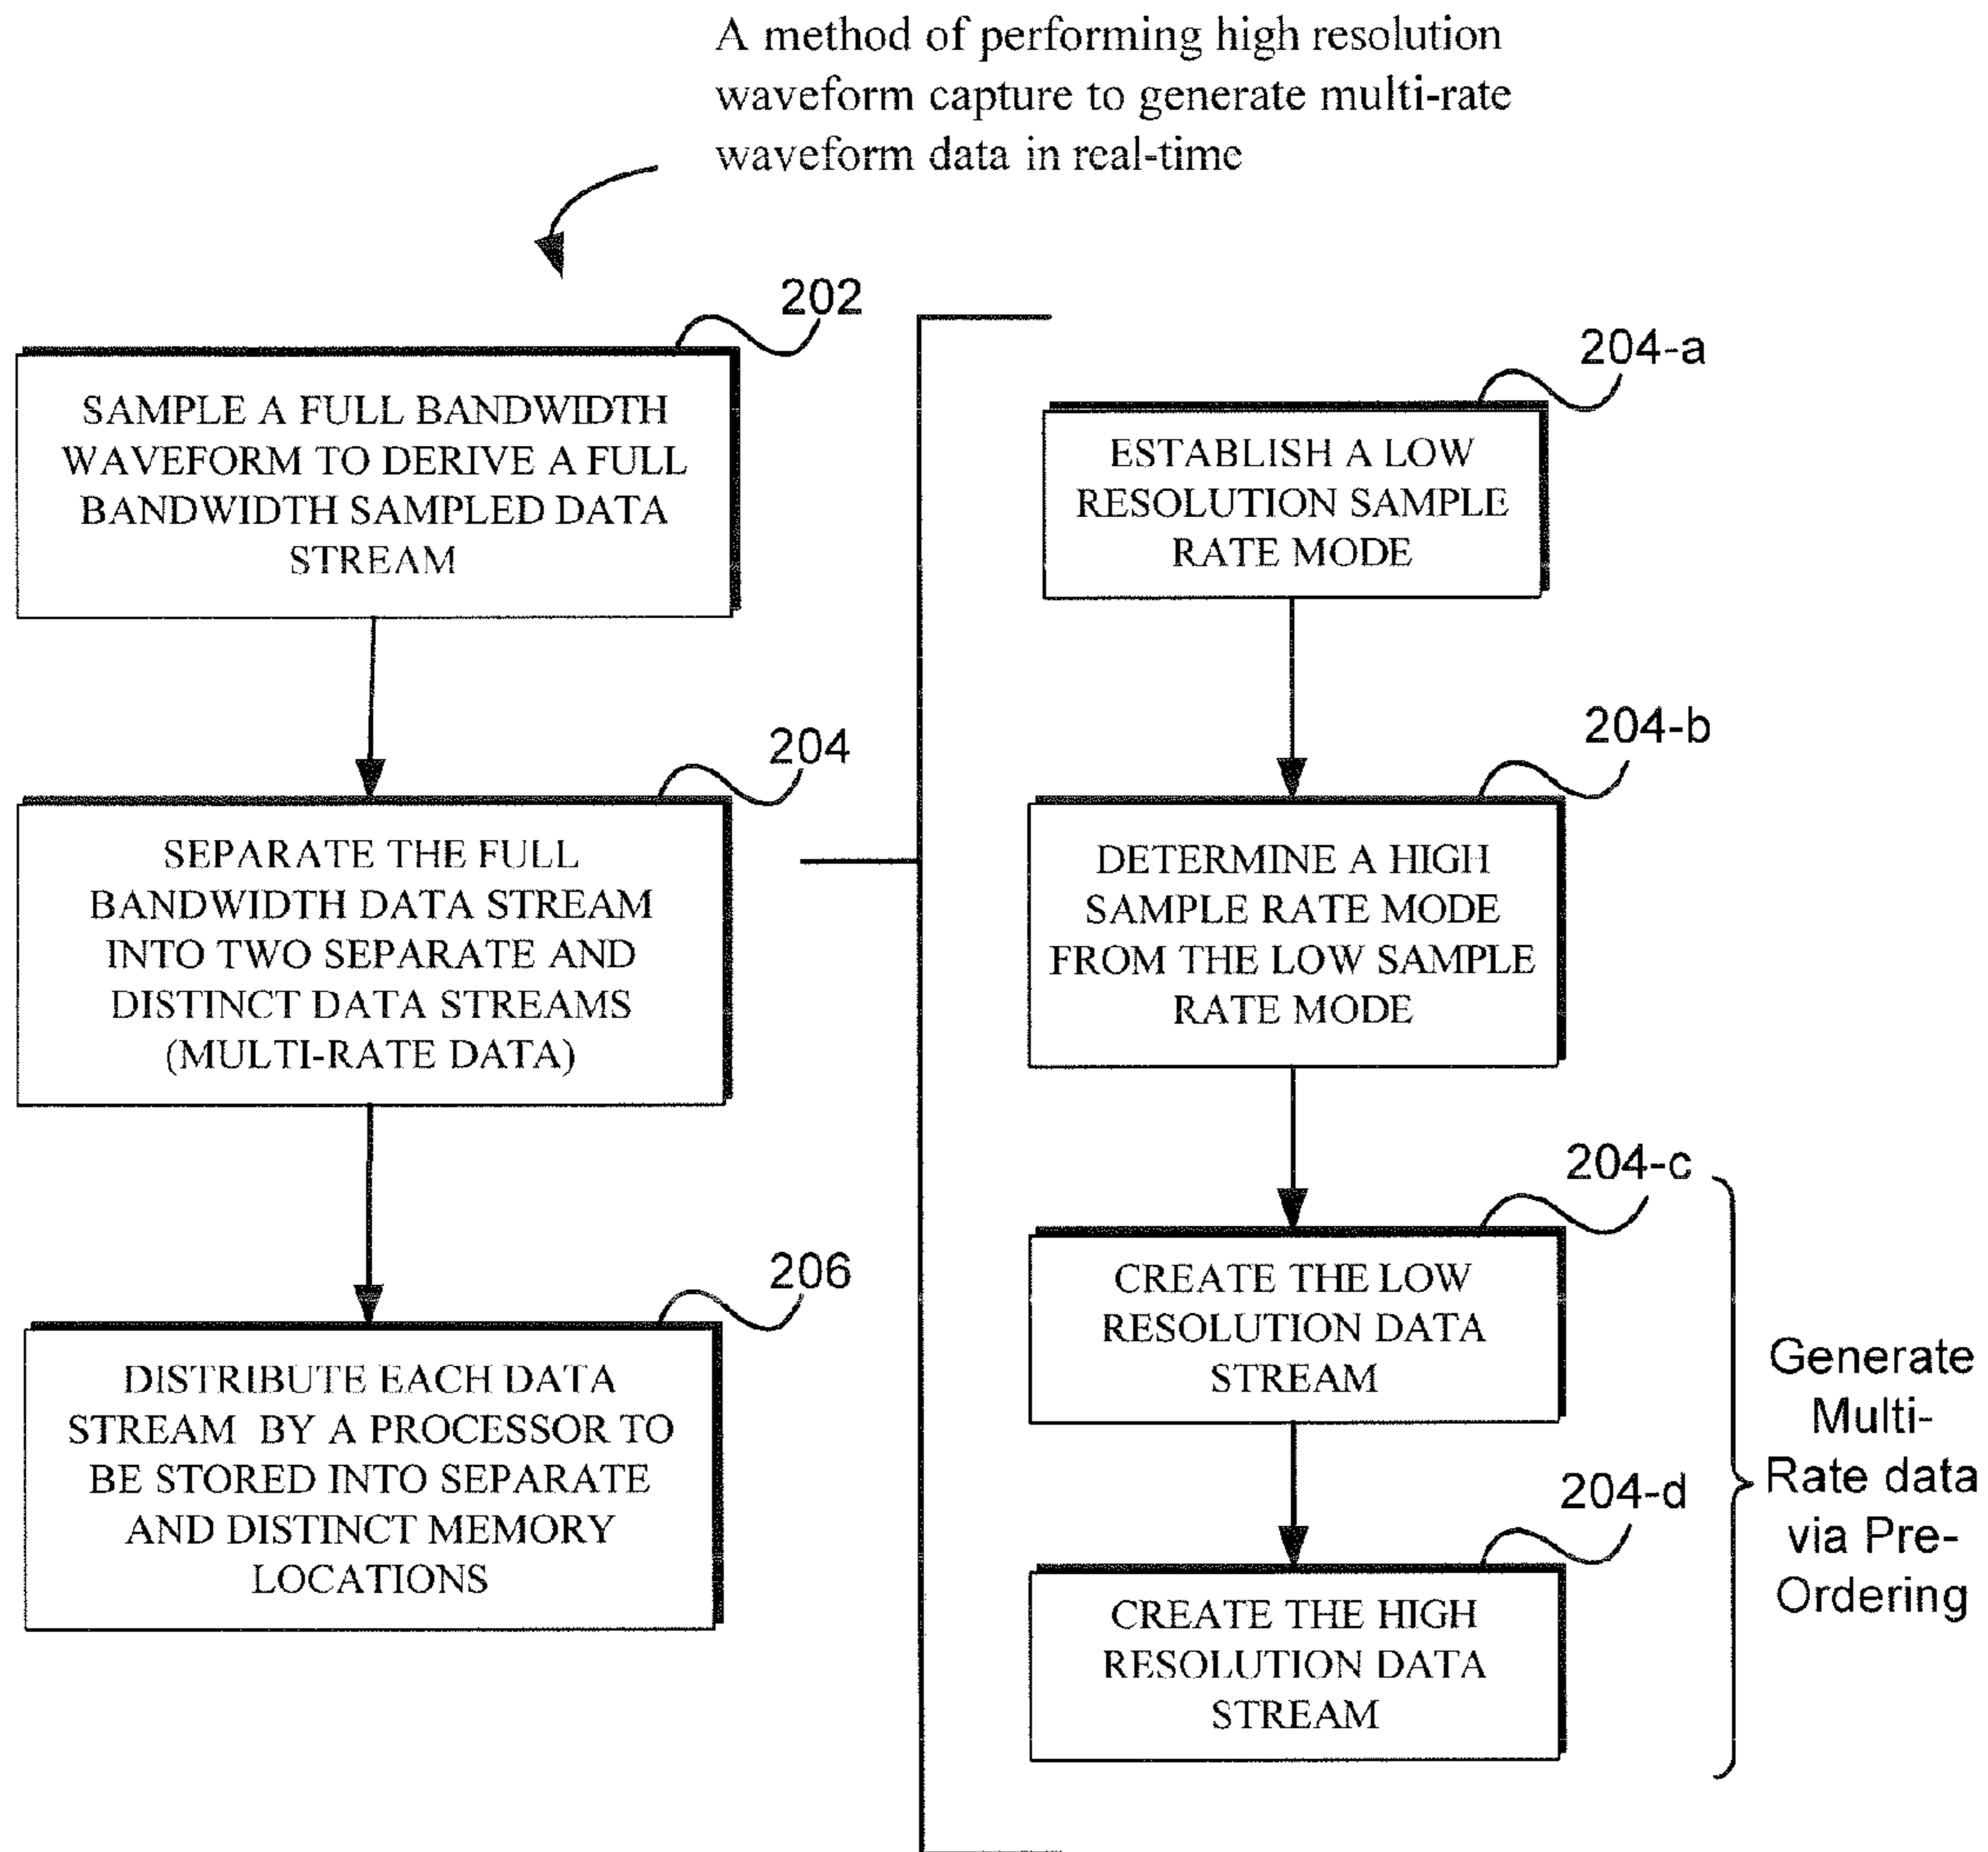 A method of performing high resolution
waveform capture to generate multi-rate
waveform data in real-time
202
SAMPLE A FULL BANDWIDTH
WAVEFORM TO DERIVE A FULL
BANDWIDTH SAMPLED DATA
STREAM
204
SEPARATE THE FULL
BANDWIDTH DATA STREAM
INTO TWO SEPARATE AND
DISTINCT DATA STREAMS
(MULTI-RATE DATA)
206
DISTRIBUTE EACH DATA
STREAM BY A PROCESSOR TO
BE STORED INTO SEPARATE
AND DISTINCT MEMORY
LOCATIONS
204-a
ESTABLISH A LOW
RESOLUTION SAMPLE
RATE MODE
204-b
DETERMINE A HIGH
SAMPLE RATE MODE
FROM THE LOW SAMPLE
RATE MODE
204-c
CREATE THE LOW
RESOLUTION DATA
STREAM
204-d
CREATE THE HIGH
RESOLUTION DATA
STREAM
Generate
Multi-
Rate data
via Pre-
Ordering